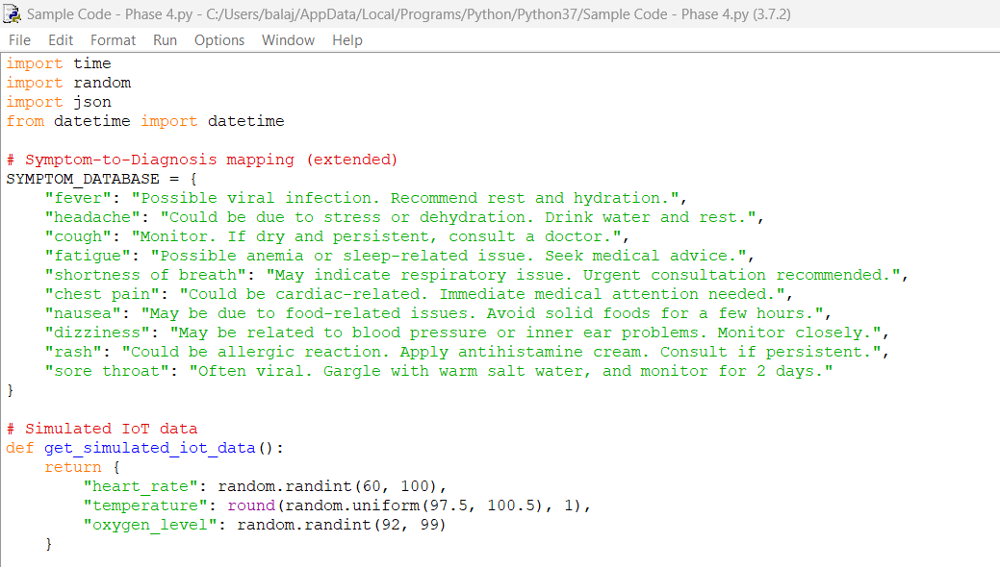 Sample Code - Phase 4.py - C:/Users/balaj/AppData/Local/Programs/Python/Python37/Sample Code - Phase 4.py (3.7.2)
File Edit Format Run Options Window Help
import time
import random
import json
from datetime import datetime

# Symptom-to-Diagnosis mapping (extended)
SYMPTOM_DATABASE = {
    "fever": "Possible viral infection. Recommend rest and hydration.",
    "headache": "Could be due to stress or dehydration. Drink water and rest.",
    "cough": "Monitor. If dry and persistent, consult a doctor.",
    "fatigue": "Possible anemia or sleep-related issue. Seek medical advice.",
    "shortness of breath": "May indicate respiratory issue. Urgent consultation recommended.",
    "chest pain": "Could be cardiac-related. Immediate medical attention needed.",
    "nausea": "May be due to food-related issues. Avoid solid foods for a few hours.",
    "dizziness": "May be related to blood pressure or inner ear problems. Monitor closely.",
    "rash": "Could be allergic reaction. Apply antihistamine cream. Consult if persistent.",
    "sore throat": "Often viral. Gargle with warm salt water, and monitor for 2 days."
}

# Simulated IoT data
def get_simulated_iot_data():
    return {
        "heart_rate": random.randint(60, 100),
        "temperature": round(random.uniform(97.5, 100.5), 1),
        "oxygen_level": random.randint(92, 99)
    }